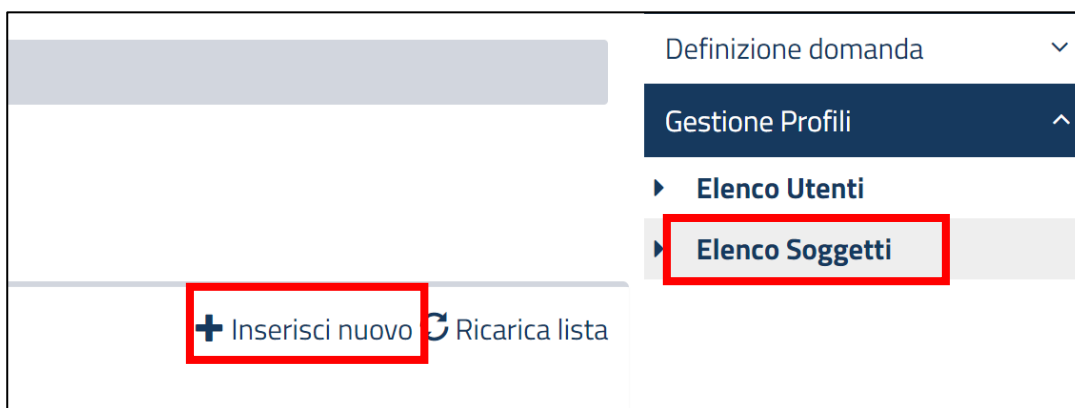 Definizione domanda
Gestione Profili
Elenco Utenti
Elenco Soggetti
Inserisci nuovo Ricarica lista